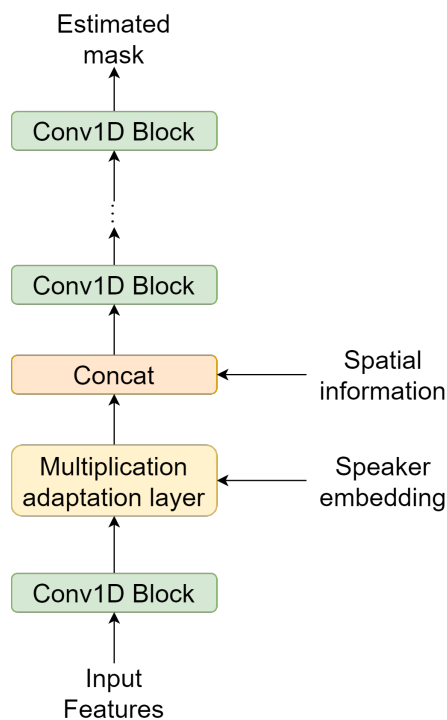 Estimated
mask
Conv1D Block
Conv1D Block
Concat
Spatial
information
Multiplication
adaptation layer
Speaker
embedding
Conv1D Block
Input
Features